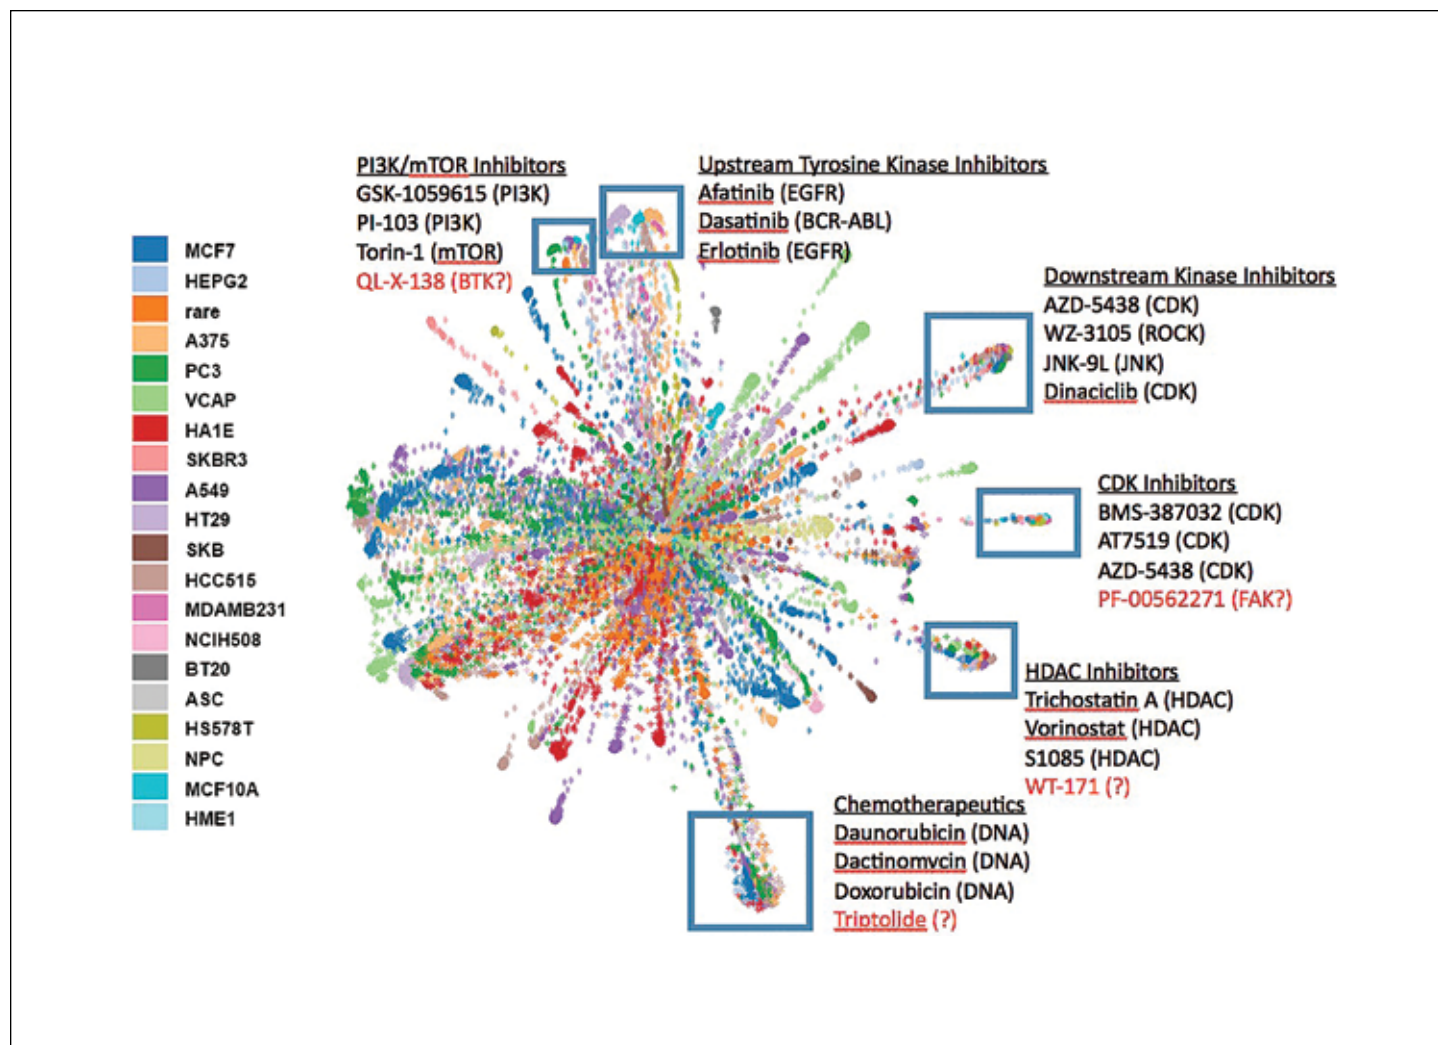 PI3K/mTOR Inhibitors
GSK-1059615 (PI3K)
PI-103 (PI3K)
Torin-1 (mTOR)
QL-X-138 (BTK?)
Upstream Tyrosine Kinase Inhibitors
Afatinib (EGFR)
Dasatinib (BCR-ABL)
Erlotinib (EGFR)
MCF7
HEPG2
rare
A375
PC3
VCAP
HA1E
SKBR3
A549
HT29
SKB
HCC515
MDAMB231
NCIH508
BT20
ASC
HS578T
NPC
MCF10A
HME1
Downstream Kinase Inhibitors
AZD-5438 (CDK)
WZ-3105 (ROCK)
JNK-9L (JNK)
Dinaciclib (CDK)
CDK Inhibitors
BMS-387032 (CDK)
AT7519 (CDK)
AZD-5438 (CDK)
PF-00562271 (FAK?)
HDAC Inhibitors
Trichostatin A (HDAC)
Vorinostat (HDAC)
S1085 (HDAC)
WT-171 (?)
Chemotherapeutics
Daunorubicin (DNA)
Dactinomycin (DNA)
Doxorubicin (DNA)
Triptolide (?)